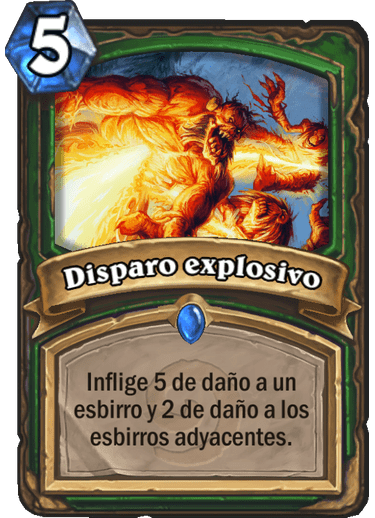 5
Disparo explosivo
Inflige 5 de daño a un
esbirro y 2 de daño a los
esbirros adyacentes.